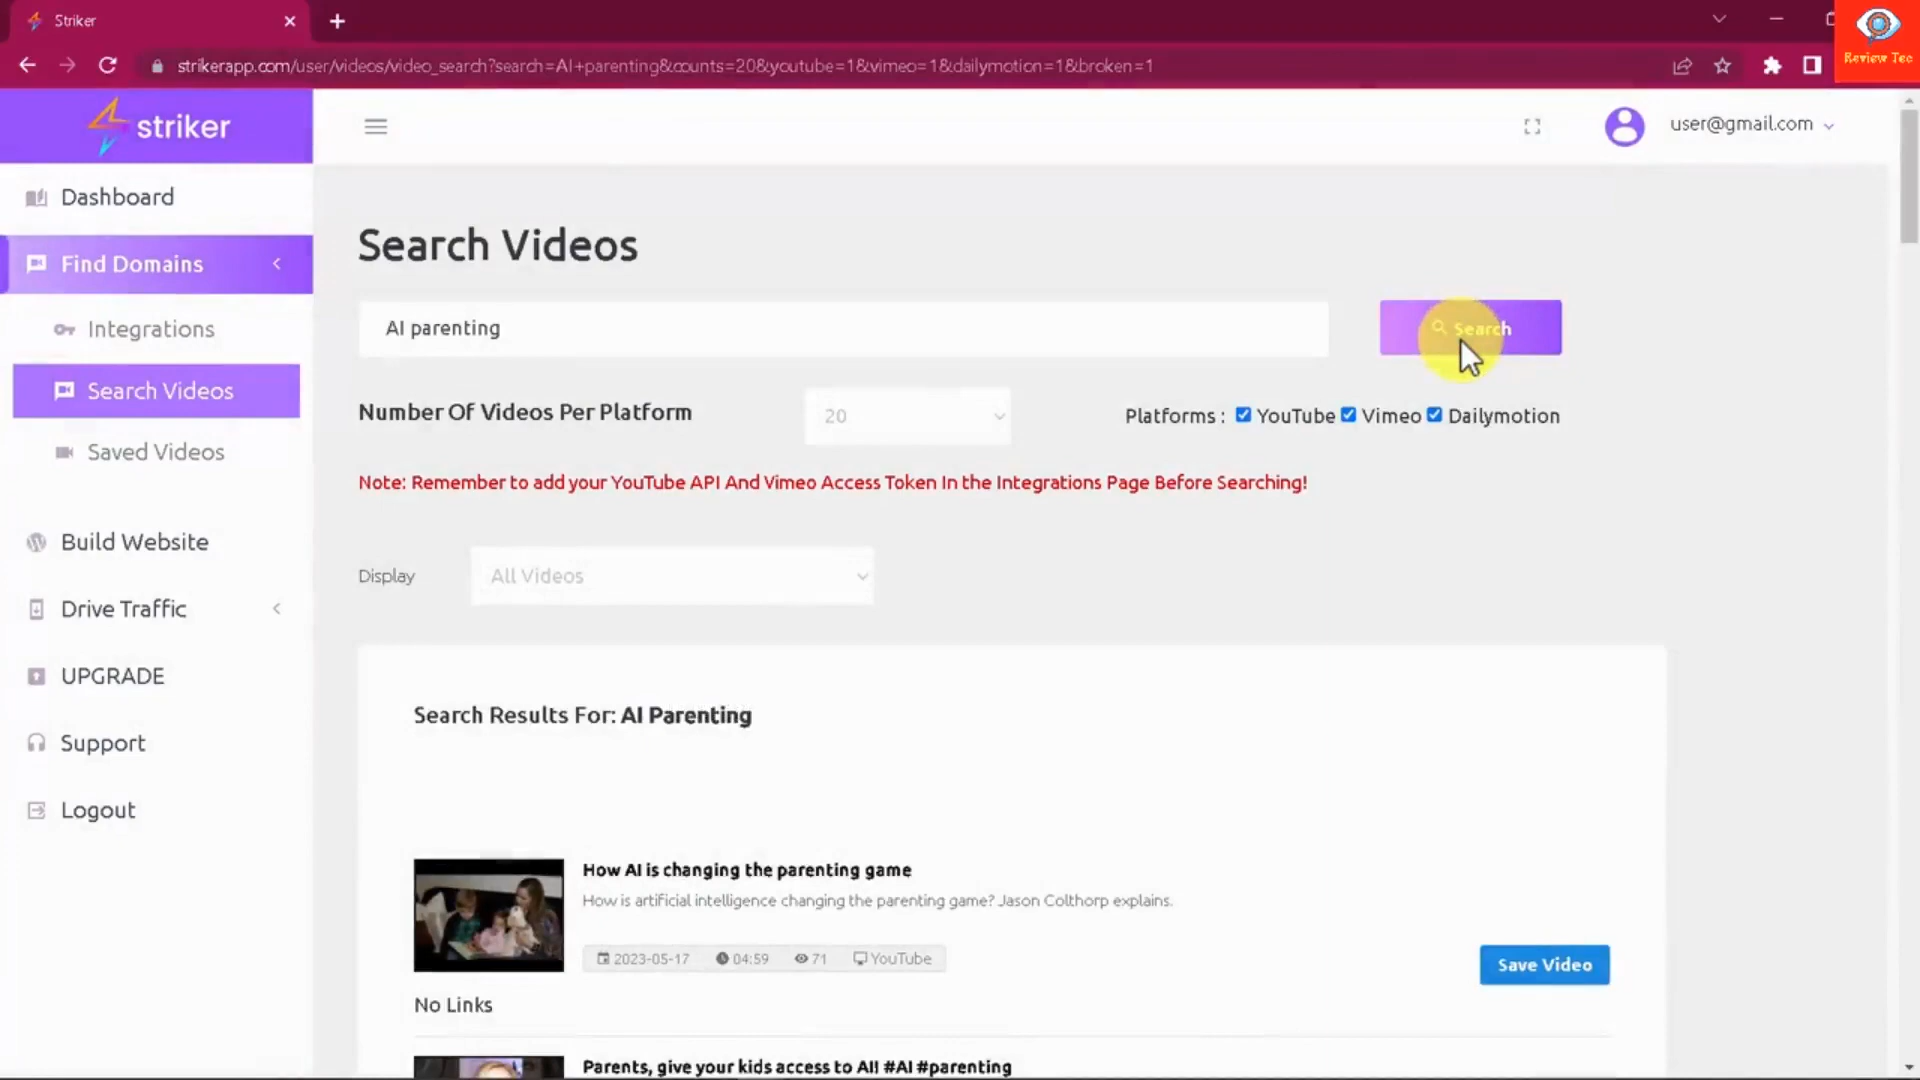 Striker
strikerapp.com/user/videos/video_search?search=AI+parenting&counts=20&youtube=1&vimeo=1&dailymotion=1&broken=1
Review Tec
striker
user@gmail.com
Dashboard
Find Domains
Integrations
Search Videos
Saved Videos
Build Website
Drive Traffic
UPGRADE
Support
Logout
Search Videos
AI parenting
Search
Number Of Videos Per Platform
20
Platforms : YouTube Vimeo Dailymotion
Note: Remember to add your YouTube API And Vimeo Access Token In the Integrations Page Before Searching!
Display
All Videos
Search Results For: AI Parenting
How AI is changing the parenting game
How is artificial intelligence changing the parenting game? Jason Colthorp explains.
2023-05-17 04:59 71 YouTube
Save Video
No Links
Parents, give your kids access to AI! #AI #parenting